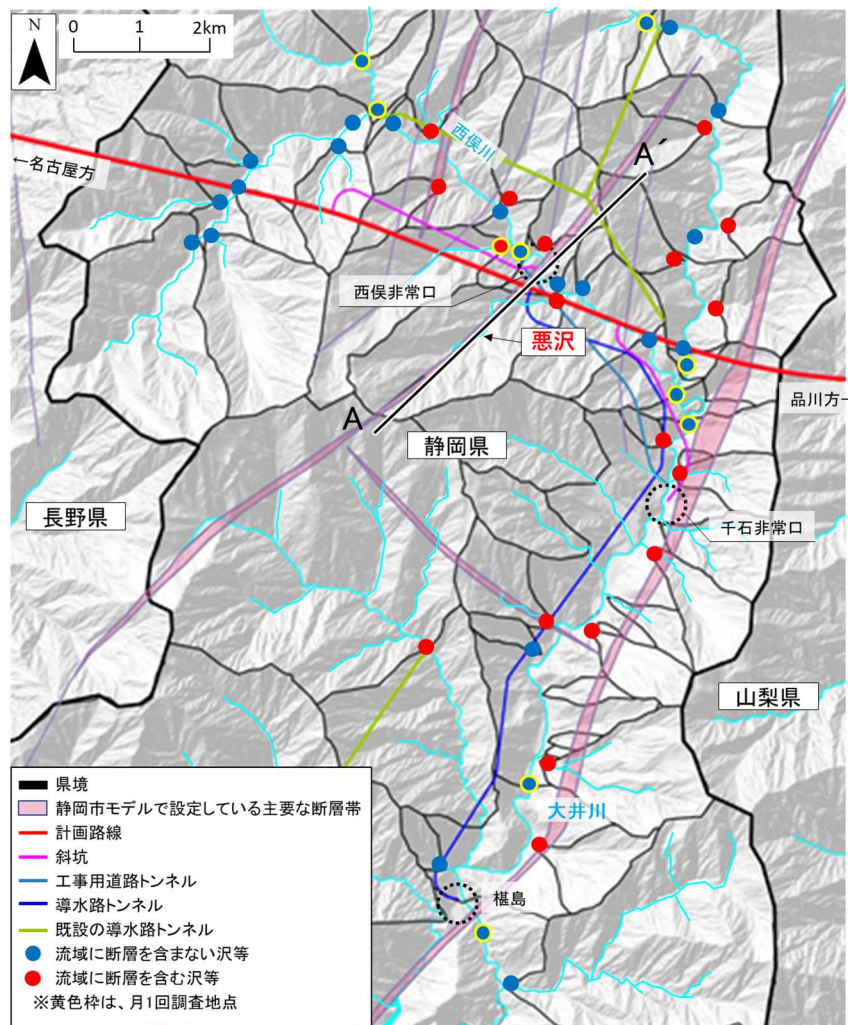 N
0 1 2km
←名古屋方
西俣川
A´
西俣非常口
悪沢
品川方
A
静岡県
長野県
千石非常口
山梨県
大井川
椹島
県境
静岡市モデルで設定している主要な断層帯
計画路線
斜坑
工事用道路トンネル
導水路トンネル
既設の導水路トンネル
流域に断層を含まない沢等
流域に断層を含む沢等
※黄色枠は、月1回調査地点